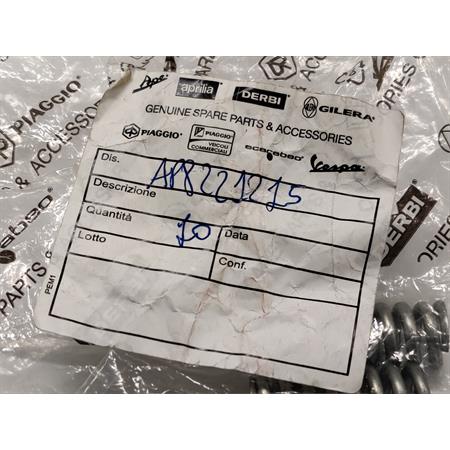 Ape aprilia DERBI GILERA
GENUINE SPARE PARTS & ACCESSORIES
PIAGGIO PIAGGIO VEICOLI COMMERCIALI scarabeo Vespa
Dis. AP8221215
Descrizione
Quantità 10 Data
Lotto Conf.
PEM1
PIAGGIO
DERBI
ORIES
PARTS